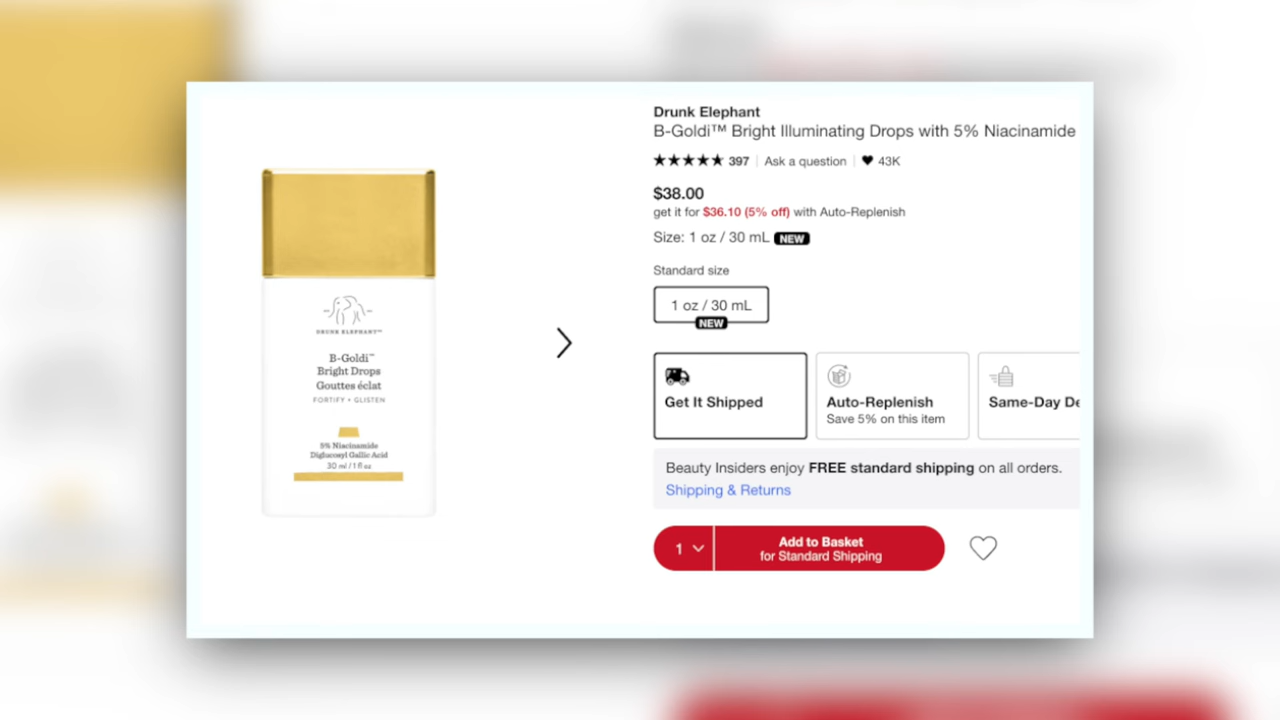 Drunk Elephant
B-Goldi™ Bright Illuminating Drops with 5% Niacinamide
★★★★★ 397 | Ask a question | ♥ 43K
$38.00
get it for $36.10 (5% off) with Auto-Replenish
Size: 1 oz / 30 mL NEW
Standard size
1 oz / 30 mL
NEW
Get It Shipped
Auto-Replenish
Save 5% on this item
Same-Day De
Beauty Insiders enjoy FREE standard shipping on all orders.
Shipping & Returns
1
Add to Basket
for Standard Shipping
DRUNK ELEPHANT™
B-Goldi™
Bright Drops
Gouttes éclat
FORTIFY + GLISTEN
5% Niacinamide
Diglucosyl Gallic Acid
30 ml / 1 fl oz